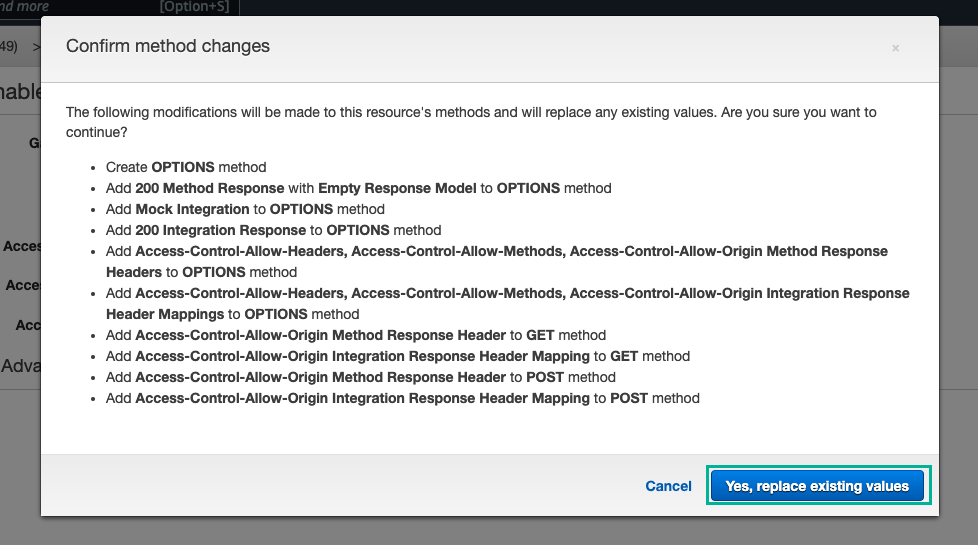 nd more [Option+S]
49) >
Confirm method changes ×
nable
The following modifications will be made to this resource's methods and will replace any existing values. Are you sure you want to
continue?
G
• Create OPTIONS method
• Add 200 Method Response with Empty Response Model to OPTIONS method
• Add Mock Integration to OPTIONS method
• Add 200 Integration Response to OPTIONS method
Acces
• Add Access-Control-Allow-Headers, Access-Control-Allow-Methods, Access-Control-Allow-Origin Method Response
Headers to OPTIONS method
Acce
• Add Access-Control-Allow-Headers, Access-Control-Allow-Methods, Access-Control-Allow-Origin Integration Response
Header Mappings to OPTIONS method
Acc
• Add Access-Control-Allow-Origin Method Response Header to GET method
• Add Access-Control-Allow-Origin Integration Response Header Mapping to GET method
Adva
• Add Access-Control-Allow-Origin Method Response Header to POST method
• Add Access-Control-Allow-Origin Integration Response Header Mapping to POST method
Cancel Yes, replace existing values